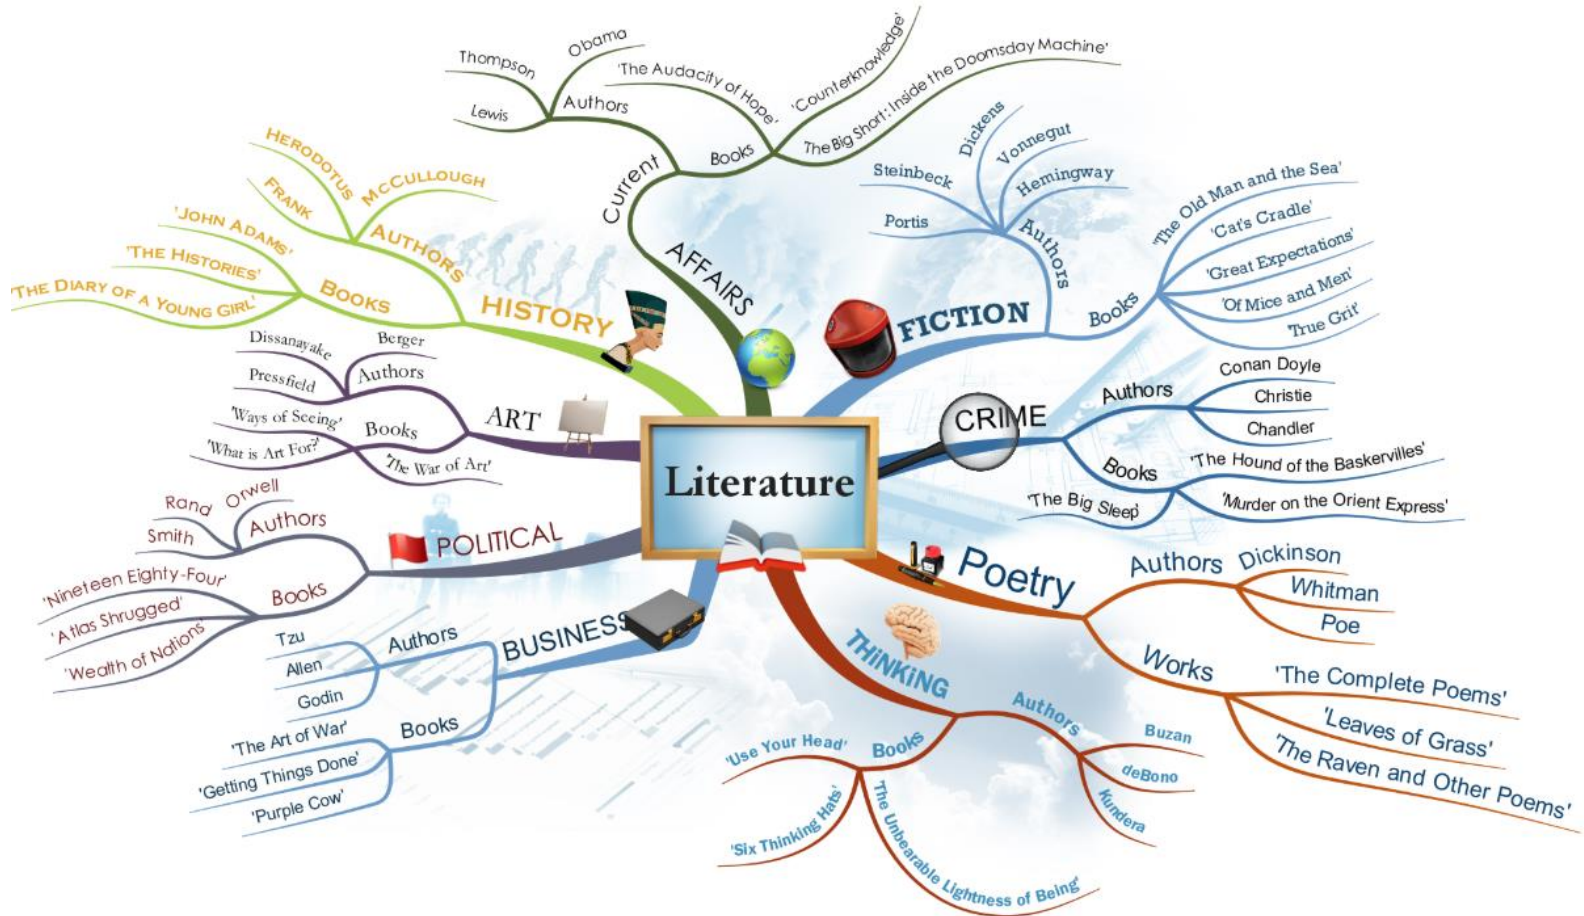 Literature
Current
AFFAIRS
Authors
Thompson
Obama
Lewis
Books
'The Audacity of Hope'
'Counterknowledge'
The Big Short: Inside the Doomsday Machine'
FICTION
Authors
Dickens
Vonnegut
Steinbeck
Hemingway
Portis
Books
'The Old Man and the Sea'
'Cat's Cradle'
'Great Expectations'
'Of Mice and Men'
'True Grit'
CRIME
Authors
Conan Doyle
Christie
Chandler
Books
'The Hound of the Baskervilles'
'Murder on the Orient Express'
'The Big Sleep'
Poetry
Authors
Dickinson
Whitman
Poe
Works
'The Complete Poems'
'Leaves of Grass'
'The Raven and Other Poems'
THiNKiNG
Authors
Buzan
deBono
Kundera
Books
'Use Your Head'
'Six Thinking Hats'
'The Unbearable Lightness of Being'
BUSINESS
Authors
Tzu
Allen
Godin
Books
'The Art of War'
'Getting Things Done'
'Purple Cow'
POLITICAL
Authors
Rand
Orwell
Smith
Books
'Nineteen Eighty-Four'
'Atlas Shrugged'
'Wealth of Nations'
ART
Authors
Dissanayake
Berger
Pressfield
Books
'Ways of Seeing'
'What is Art For?'
'The War of Art'
HISTORY
AUTHORS
HERODOTUS
MCCULLOUGH
FRANK
BOOKS
'JOHN ADAMS'
'THE HISTORIES'
'THE DIARY OF A YOUNG GIRL'